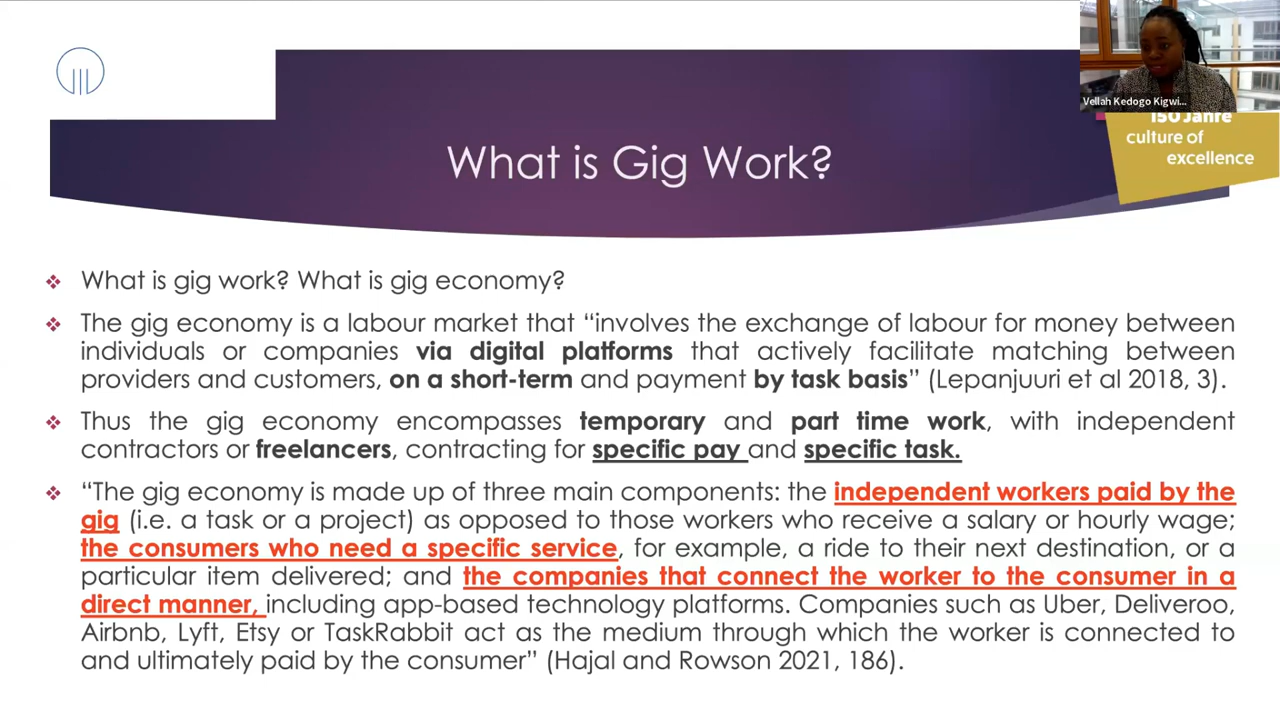 Vellah Kedogo Kigwi...
150 Jahre
culture of
excellence
What is Gig Work?
What is gig work? What is gig economy?
The gig economy is a labour market that “involves the exchange of labour for money between
individuals or companies via digital platforms that actively facilitate matching between
providers and customers, on a short-term and payment by task basis” (Lepanjuuri et al 2018, 3).
Thus the gig economy encompasses temporary and part time work, with independent
contractors or freelancers, contracting for specific pay and specific task.
“The gig economy is made up of three main components: the independent workers paid by the
gig (i.e. a task or a project) as opposed to those workers who receive a salary or hourly wage;
the consumers who need a specific service, for example, a ride to their next destination, or a
particular item delivered; and the companies that connect the worker to the consumer in a
direct manner, including app-based technology platforms. Companies such as Uber, Deliveroo,
Airbnb, Lyft, Etsy or TaskRabbit act as the medium through which the worker is connected to
and ultimately paid by the consumer” (Hajal and Rowson 2021, 186).